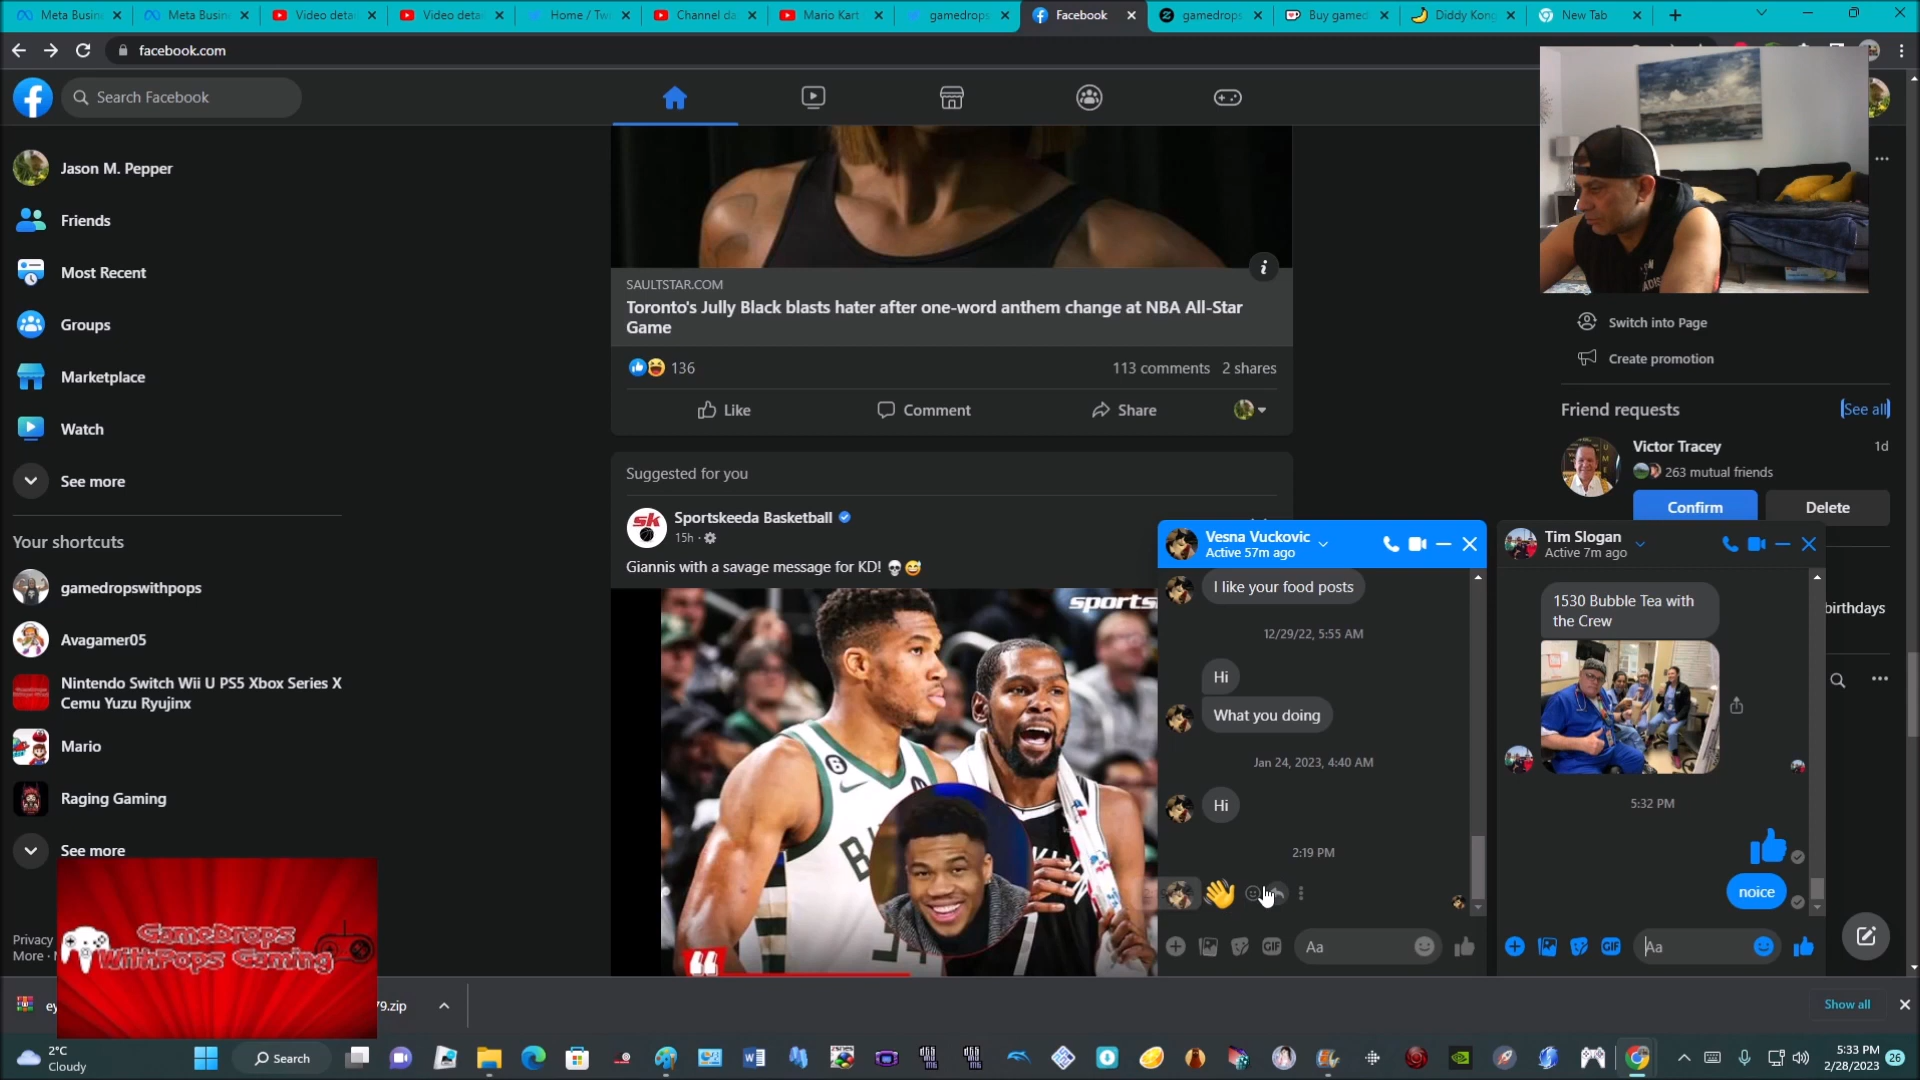 Meta Busin
Meta Busin
Video detai
Video detai
Home / Twi
Channel da
Mario Kart
gamedrops
Facebook
gamedrops
Buy gamed
Diddy Kong
New Tab
facebook.com
Search Facebook
Jason M. Pepper
Friends
Most Recent
Groups
Marketplace
Watch
See more
Your shortcuts
gamedropswithpops
Avagamer05
Nintendo Switch Wii U PS5 Xbox Series X
Cemu Yuzu Ryujinx
Mario
Raging Gaming
See more
Privacy
More ·
GameDrops
WithPops Gaming
SAULTSTAR.COM
Toronto's Jully Black blasts hater after one-word anthem change at NBA All-Star
Game
136
113 comments 2 shares
Like
Comment
Share
Suggested for you
sk
Sportskeeda Basketball
15h ·
Giannis with a savage message for KD! 💀😅
sports
Switch into Page
Create promotion
Friend requests
See all
Victor Tracey
1d
263 mutual friends
Confirm
Delete
birthdays
Vesna Vuckovic
Active 57m ago
I like your food posts
12/29/22, 5:55 AM
Hi
What you doing
Jan 24, 2023, 4:40 AM
Hi
2:19 PM
👋
GIF
Aa
Tim Slogan
Active 7m ago
1530 Bubble Tea with
the Crew
5:32 PM
noice
GIF
Aa
ey
79.zip
Show all
2°C
Cloudy
Search
5:33 PM
2/28/2023
26